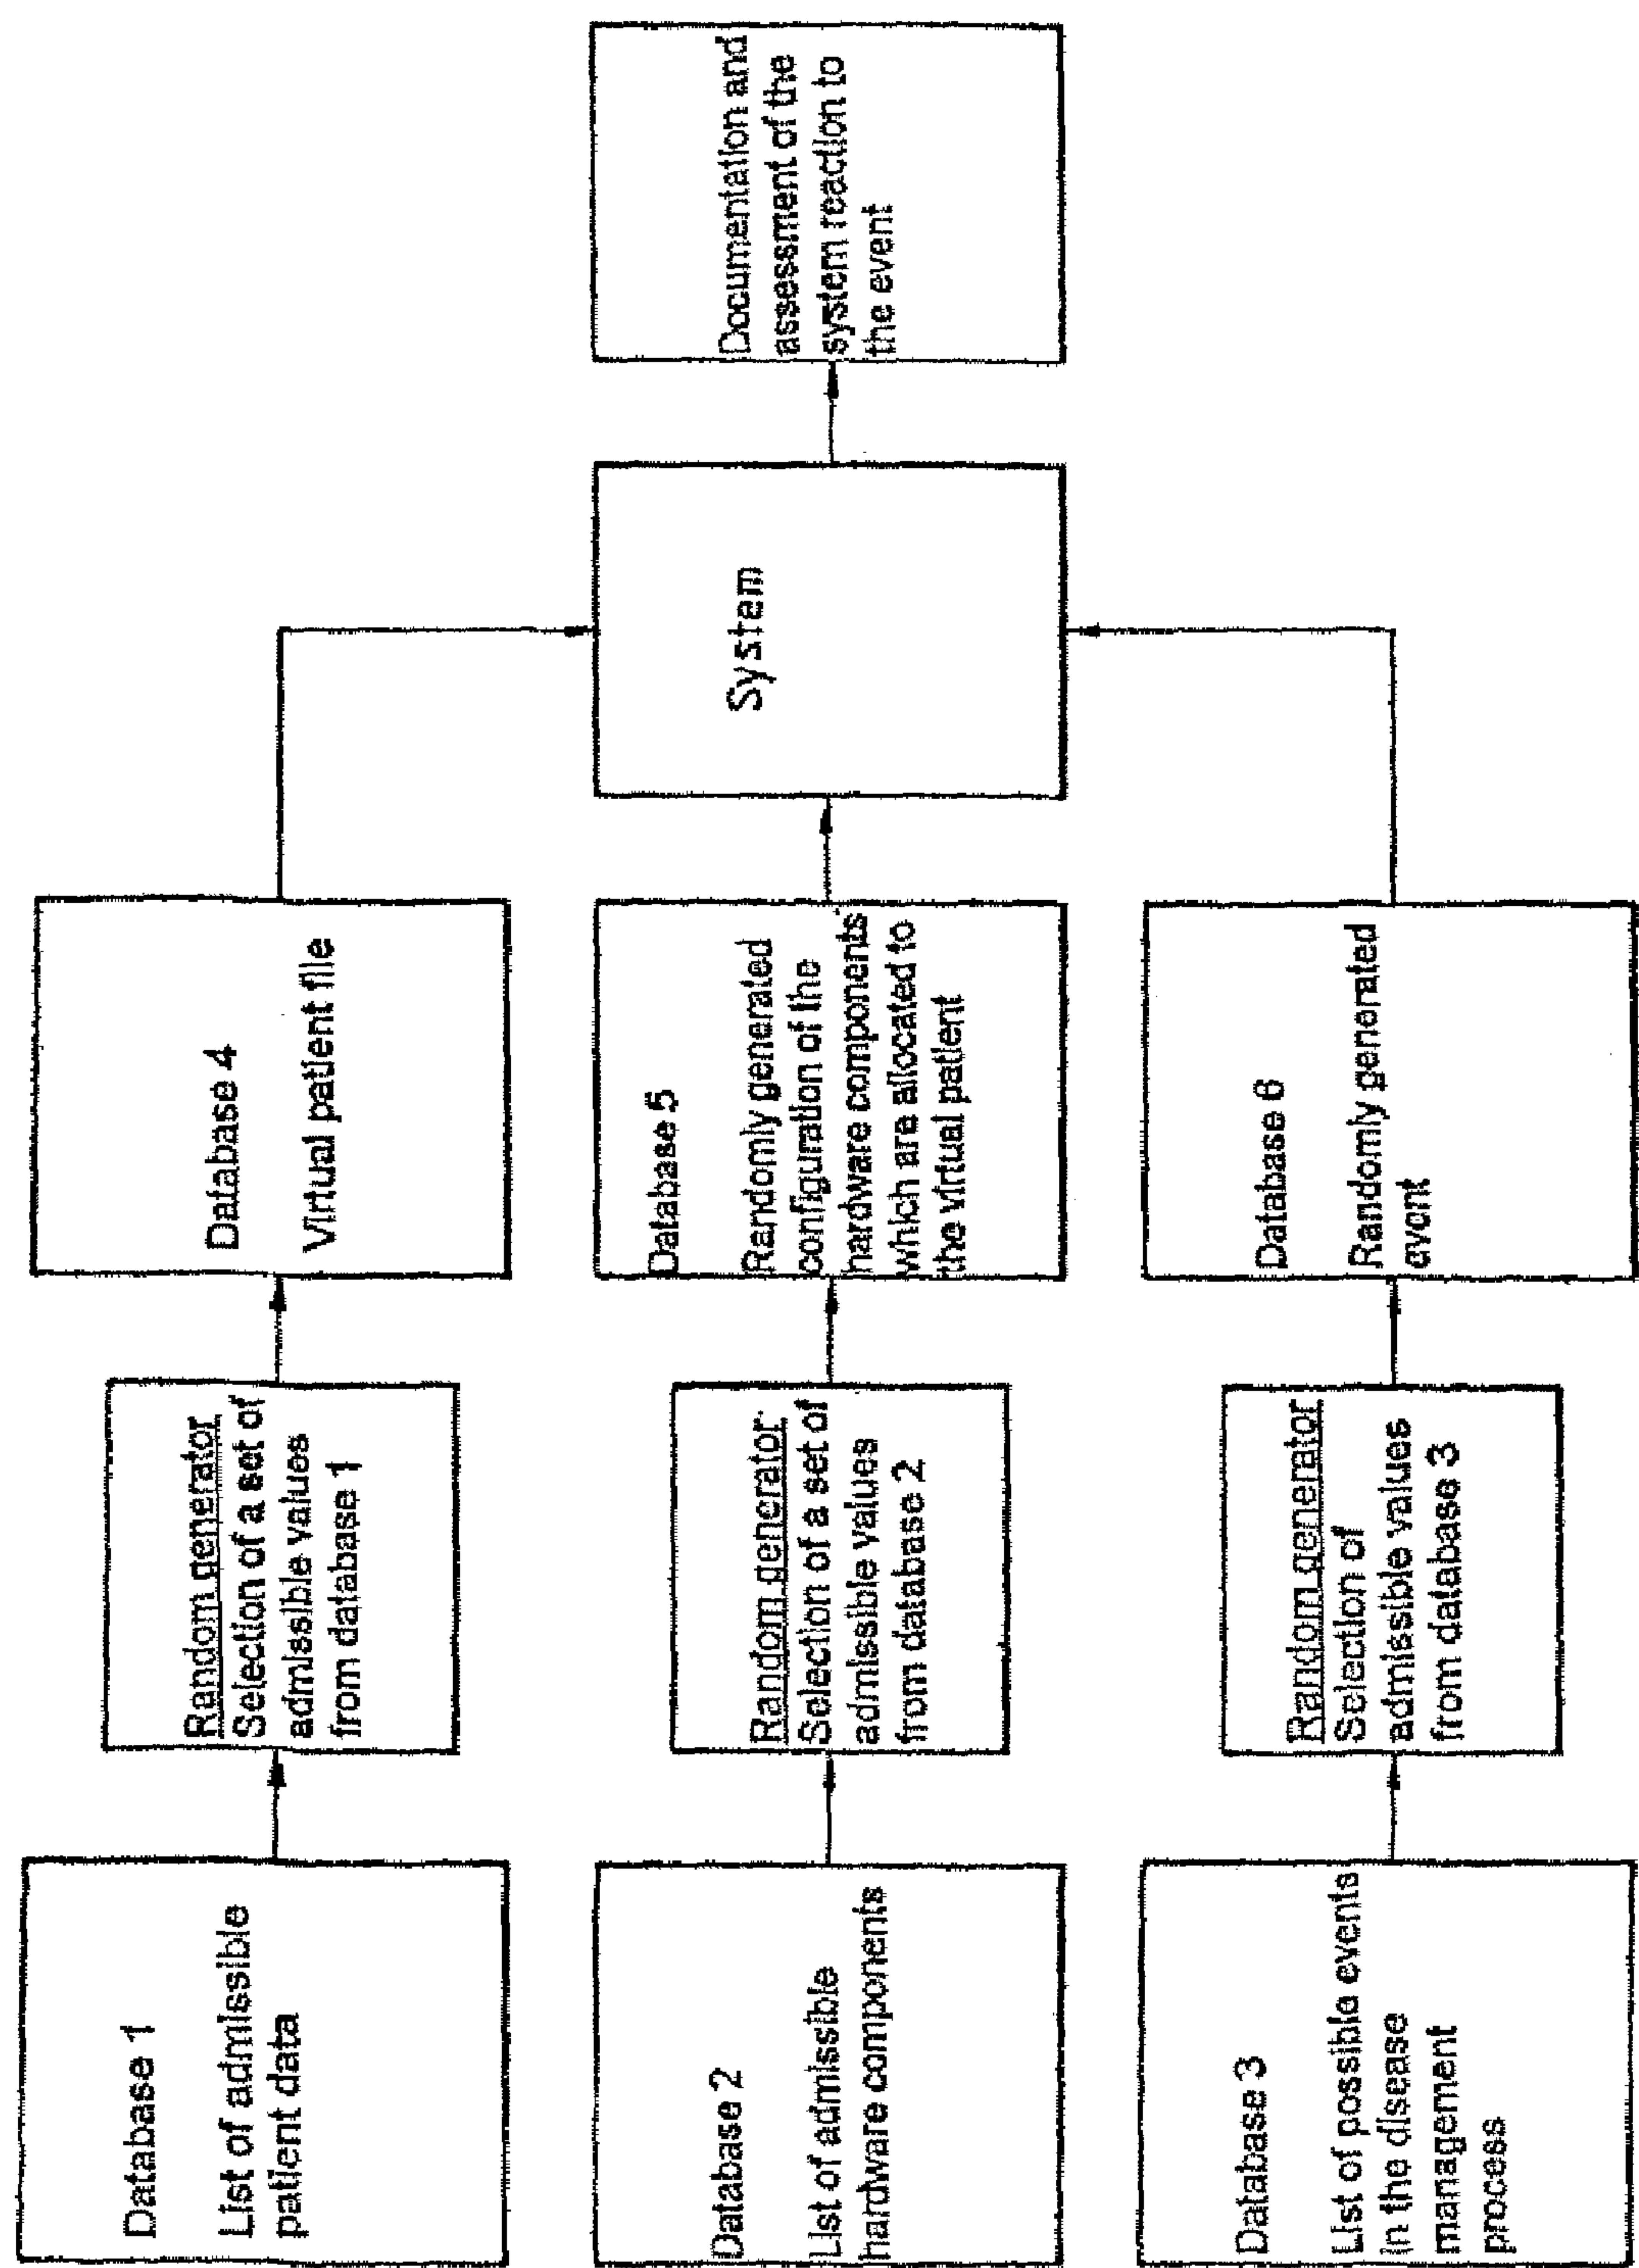 Database 1
List of admissible
patient data
Random generator
Selection of a set of
admissible values
from database 1
Database 4
Virtual patient file
Database 2
List of admissible
hardware components
Random generator
Selection of a set of
admissible values
from database 2
Database 5
Randomly generated
configuration of the
hardware components
which are allocated to
the virtual patient
System
Documentation and
assessment of the
system reaction to
the event
Database 3
List of possible events
in the disease
management
process
Random generator
Selection of
admissible values
from database 3
Database 6
Randomly generated
event